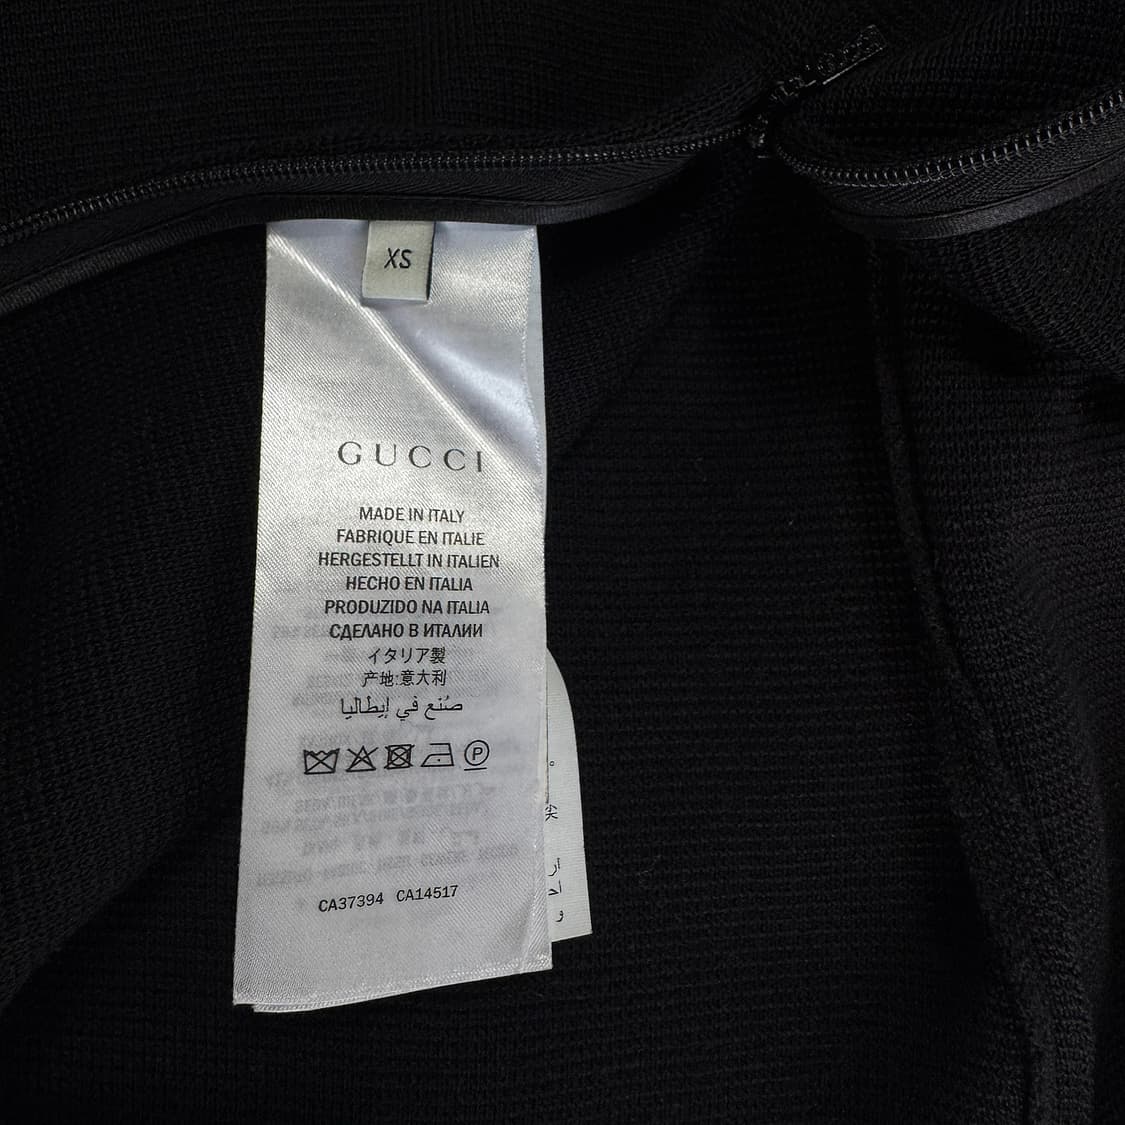 XS
GUCCI
MADE IN ITALY
FABRIQUÉ EN ITALIE
HERGESTELLT IN ITALIEN
HECHO EN ITALIA
PRODUZIDO NA ITALIA
СДЕЛАНО В ИТАЛИИ
イタリア製
产地:意大利
صُنع في إيطاليا
P
CA37394 CA14517